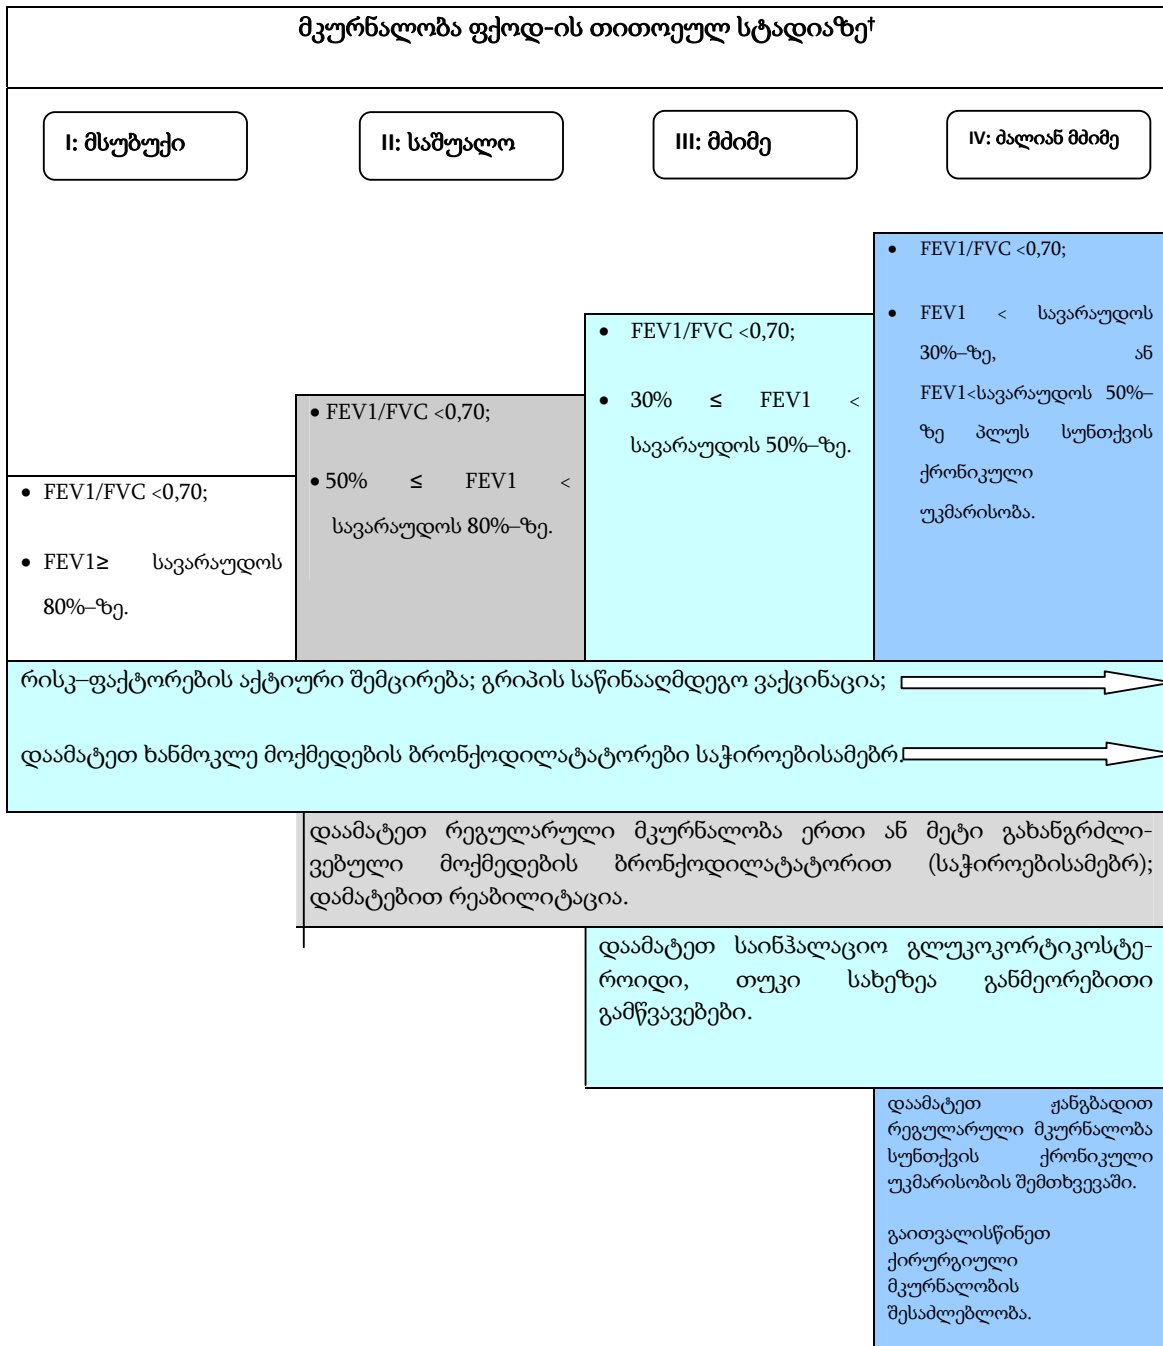 მკურნალობა ფქოდ-ის თითოეულ სტადიაზე†
I: მსუბუქი
II: საშუალო
III: მძიმე
IV: ძალიან მძიმე
• FEV1/FVC <0,70;
• FEV1≥ სავარაუდოს
80%–ზე.
• FEV1/FVC <0,70;
• 50% ≤ FEV1 <
სავარაუდოს 80%–ზე.
• FEV1/FVC <0,70;
• 30% ≤ FEV1 <
სავარაუდოს 50%–ზე.
• FEV1/FVC <0,70;
• FEV1 < სავარაუდოს
30%–ზე, ან
FEV1<სავარაუდოს 50%–
ზე პლუს სუნთქვის
ქრონიკული
უკმარისობა.
რისკ–ფაქტორების აქტიური შემცირება; გრიპის საწინააღმდეგო ვაქცინაცია;
დაამატეთ ხანმოკლე მოქმედების ბრონქოდილატატორები საჭიროებისამებრ.
დაამატეთ რეგულარული მკურნალობა ერთი ან მეტი გახანგრძლი-
ვებული მოქმედების ბრონქოდილატატორით (საჭიროებისამებრ);
დამატებით რეაბილიტაცია.
დაამატეთ საინჰალაციო გლუკოკორტიკოსტე-
როიდი, თუკი სახეზეა განმეორებითი
გამწვავებები.
დაამატეთ ჟანგბადით
რეგულარული მკურნალობა
სუნთქვის ქრონიკული
უკმარისობის შემთხვევაში.
გაითვალისწინეთ
ქირურგიული
მკურნალობის
შესაძლებლობა.